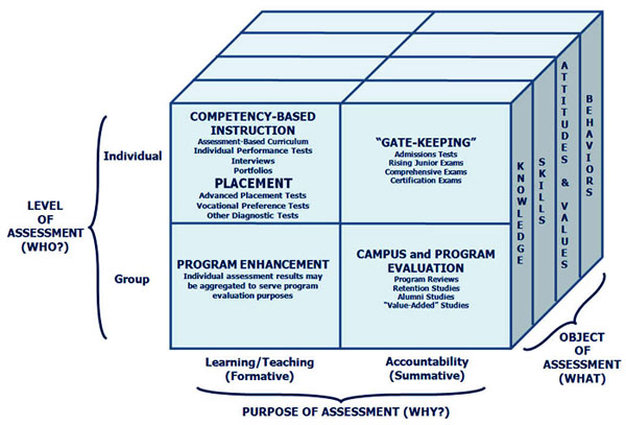 COMPETENCY-BASED
INSTRUCTION
Assessment-Based Curriculum
Individual Performance Tests
Interviews
Portfolios
PLACEMENT
Advanced Placement Tests
Vocational Preference Tests
Other Diagnostic Tests
“GATE-KEEPING”
Admissions Tests
Rising Junior Exams
Comprehensive Exams
Certification Exams
PROGRAM ENHANCEMENT
Individual assessment results may
be aggregated to serve program
evaluation purposes
CAMPUS and PROGRAM
EVALUATION
Program Reviews
Retention Studies
Alumni Studies
“Value-Added” Studies
KNOWLEDGE
SKILLS
ATTITUDES & VALUES
BEHAVIORS
LEVEL
OF
ASSESSMENT
(WHO?)
Individual
Group
Learning/Teaching
(Formative)
Accountability
(Summative)
PURPOSE OF ASSESSMENT (WHY?)
OBJECT
OF
ASSESSMENT
(WHAT)